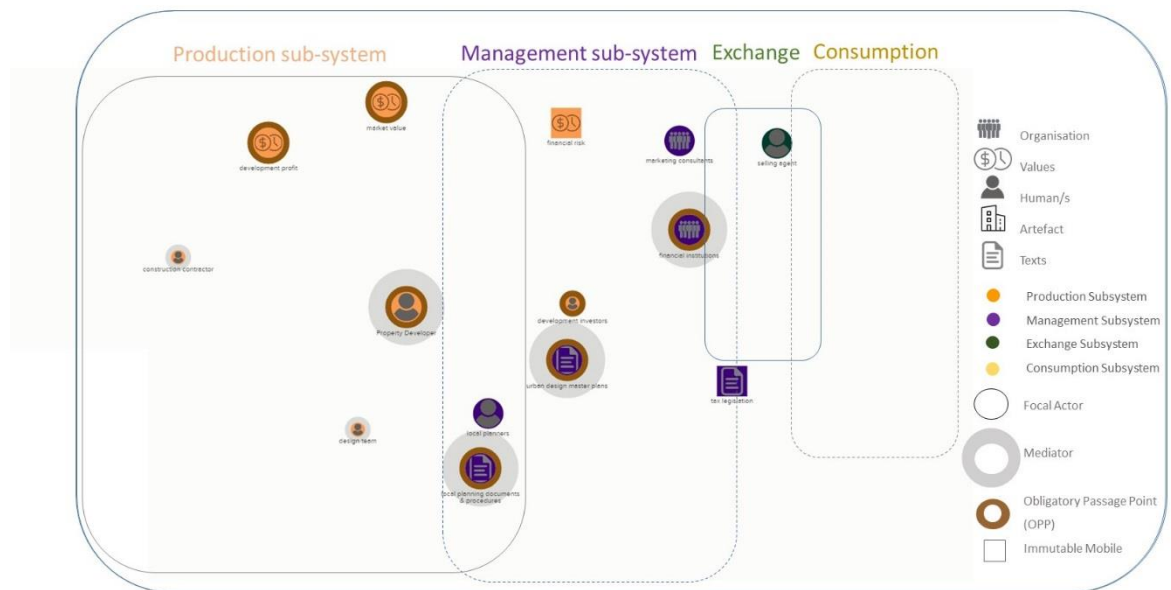 Production sub-system
Management sub-system
Exchange
Consumption
market value
development profit
financial risk
marketing consultants
selling agent
financial institutions
construction contractor
Property Developer
development investors
urban design master plans
tax legislation
design team
local planners
local planning documents
& procedures
Organisation
Values
Human/s
Artefact
Texts
Production Subsystem
Management Subsystem
Exchange Subsystem
Consumption Subsystem
Focal Actor
Mediator
Obligatory Passage Point
(OPP)
Immutable Mobile